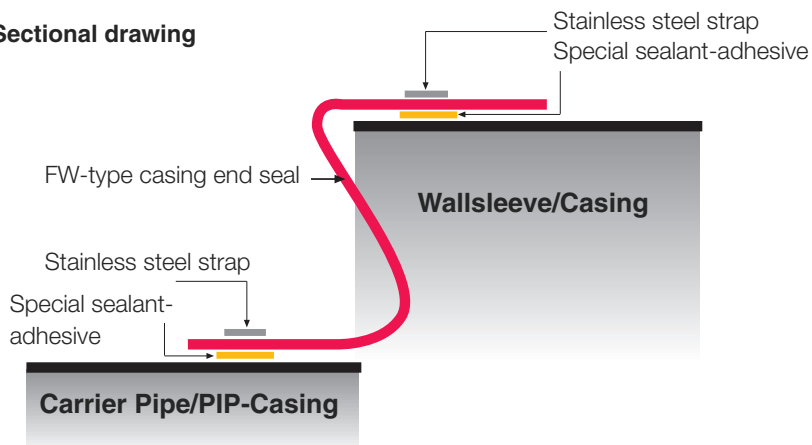 Sectional drawing
Stainless steel strap
Special sealant-adhesive
FW-type casing end seal
Wallsleeve/Casing
Stainless steel strap
Special sealant-
adhesive
Carrier Pipe/PIP-Casing